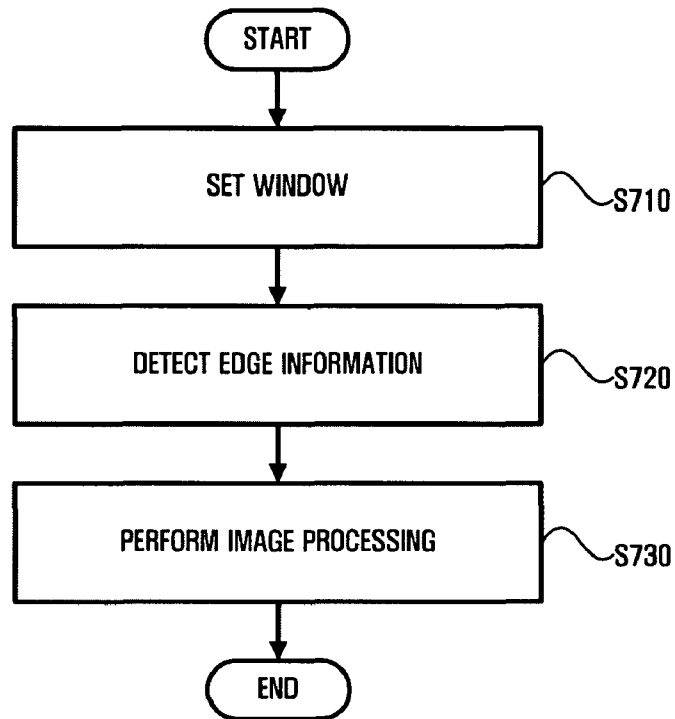 START
SET WINDOW
S710
DETECT EDGE INFORMATION
S720
PERFORM IMAGE PROCESSING
S730
END